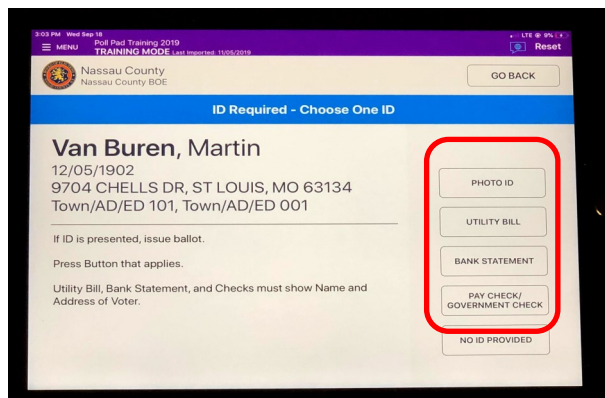 3:03 PM Wed Sep 18
LTE 9%
MENU
Poll Pad Training 2019
TRAINING MODE Last Imported: 11/05/2019
Reset
Nassau County
Nassau County BOE
GO BACK
ID Required - Choose One ID
Van Buren, Martin
12/05/1902
9704 CHELLS DR, ST LOUIS, MO 63134
Town/AD/ED 101, Town/AD/ED 001
If ID is presented, issue ballot.
Press Button that applies.
Utility Bill, Bank Statement, and Checks must show Name and
Address of Voter.
PHOTO ID
UTILITY BILL
BANK STATEMENT
PAY CHECK/
GOVERNMENT CHECK
NO ID PROVIDED